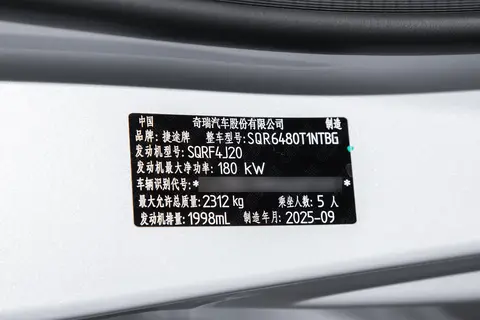 中国 奇瑞汽车股份有限公司 制造
品牌:捷途牌 整车型号:SQR6480T1NTBG
发动机型号:SQRF4J20
发动机最大净功率:180 kW
车辆识别代号:* *
最大允许总质量:2312 kg 乘坐人数:5 人
发动机排量:1998mL 制造年月:2025-09